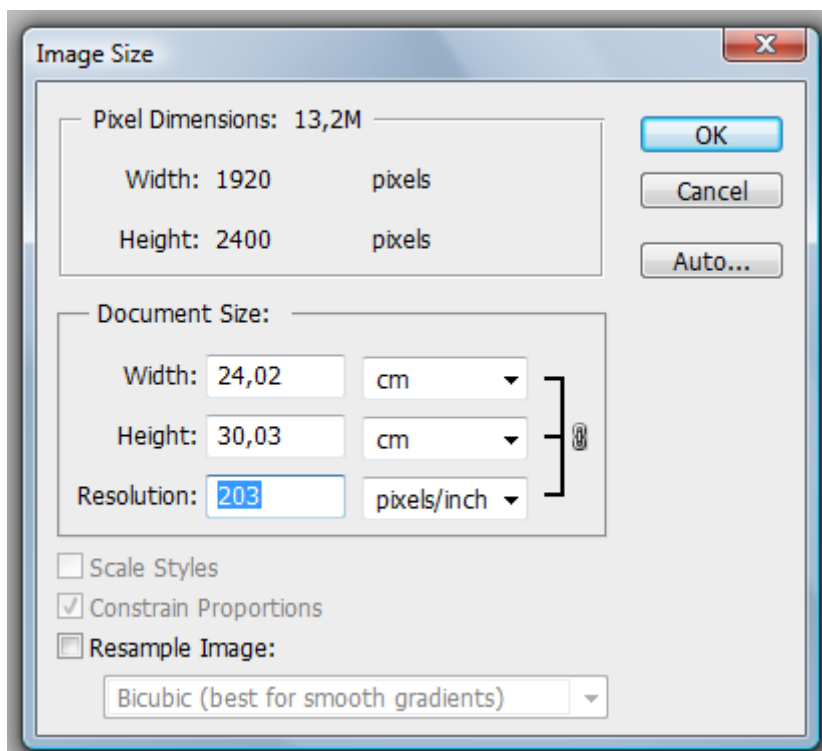 Image Size
Pixel Dimensions: 13,2M
OK
Width: 1920 pixels
Cancel
Height: 2400 pixels
Auto...
Document Size:
Width: 24,02 cm
Height: 30,03 cm
Resolution: 203 pixels/inch
Scale Styles
Constrain Proportions
Resample Image:
Bicubic (best for smooth gradients)